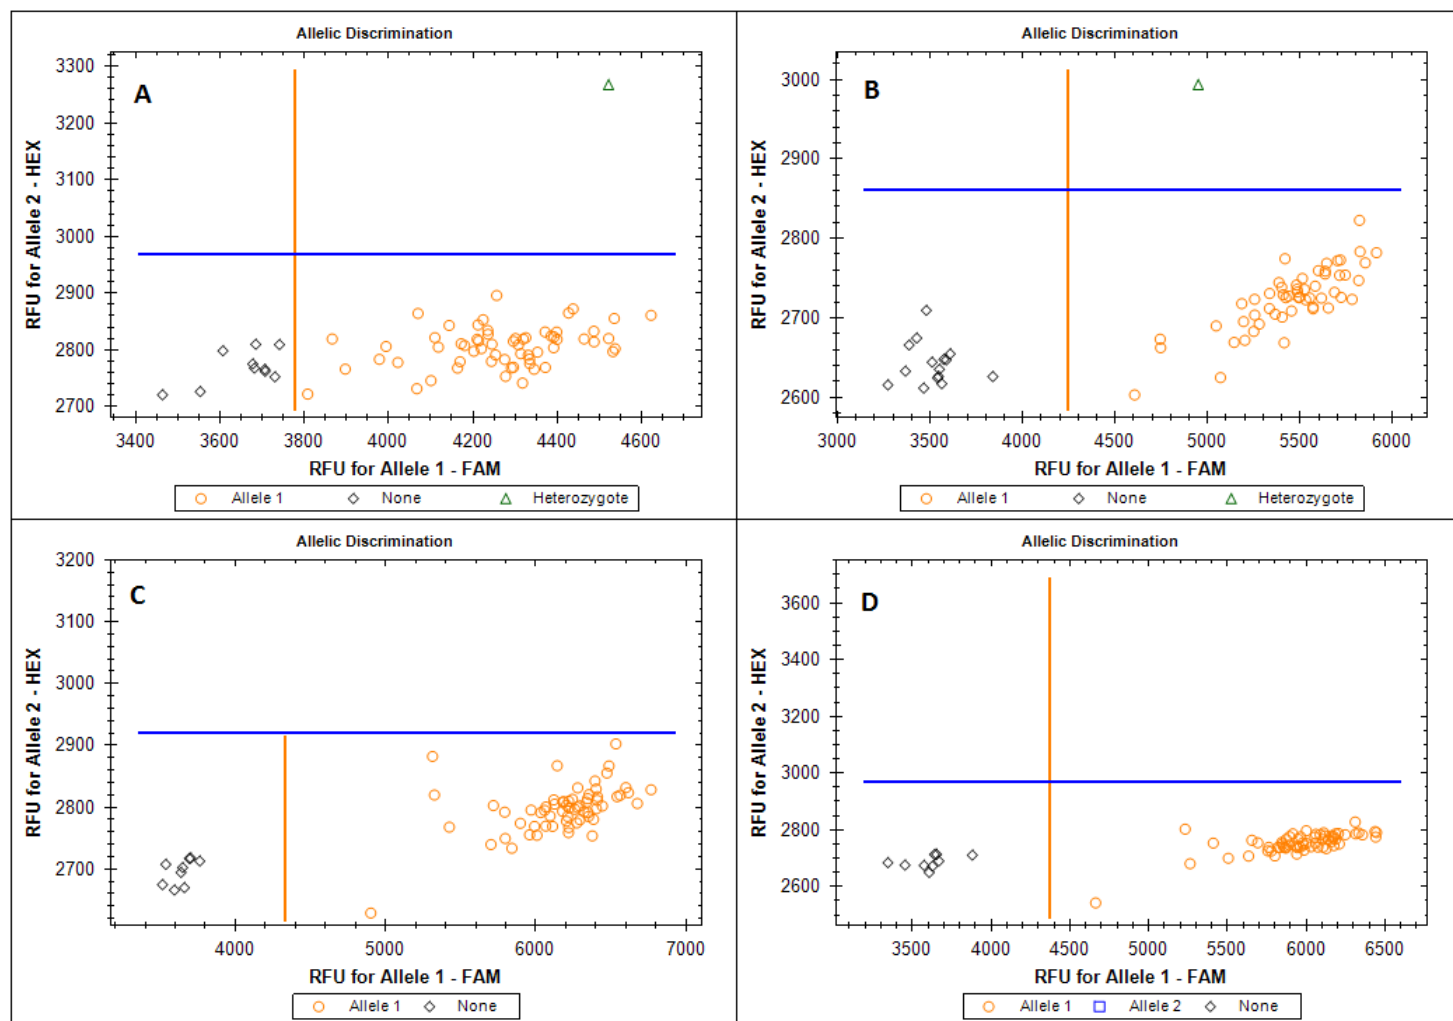 Allelic Discrimination
A
RFU for Allele 2 - HEX
3300
3200
3100
3000
2900
2800
2700
3400 3600 3800 4000 4200 4400 4600
RFU for Allele 1 - FAM
Allele 1 None Heterozygote
Allelic Discrimination
B
RFU for Allele 2 - HEX
3000
2900
2800
2700
2600
3000 3500 4000 4500 5000 5500 6000
RFU for Allele 1 - FAM
Allele 1 None Heterozygote
Allelic Discrimination
C
RFU for Allele 2 - HEX
3200
3100
3000
2900
2800
2700
4000 5000 6000 7000
RFU for Allele 1 - FAM
Allele 1 None
Allelic Discrimination
D
RFU for Allele 2 - HEX
3600
3400
3200
3000
2800
2600
3500 4000 4500 5000 5500 6000 6500
RFU for Allele 1 - FAM
Allele 1 Allele 2 None